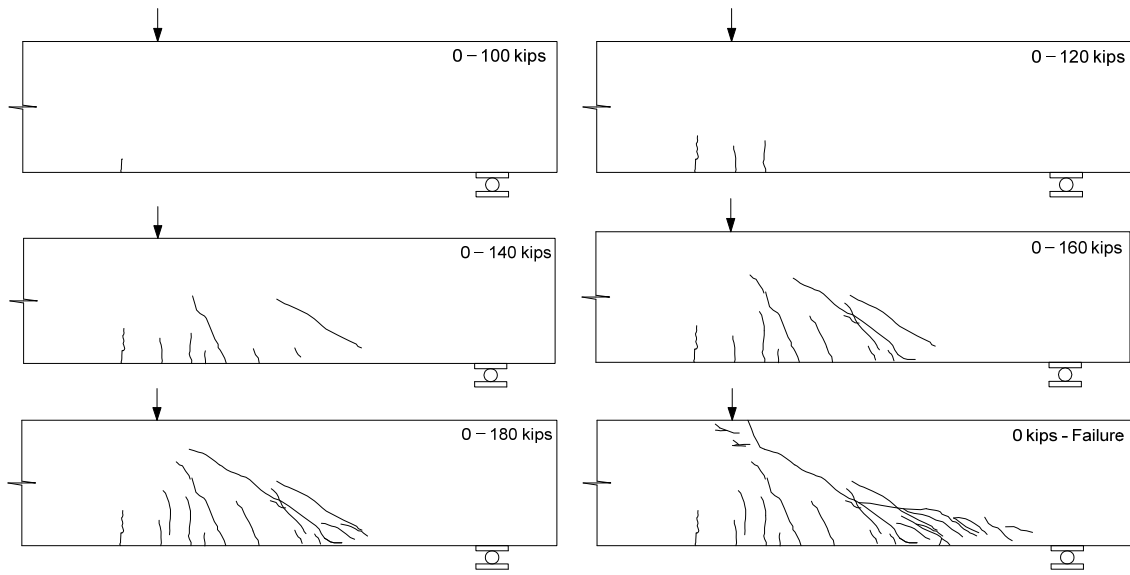 0 – 100 kips
0 – 120 kips
0 – 140 kips
0 – 160 kips
0 – 180 kips
0 kips - Failure